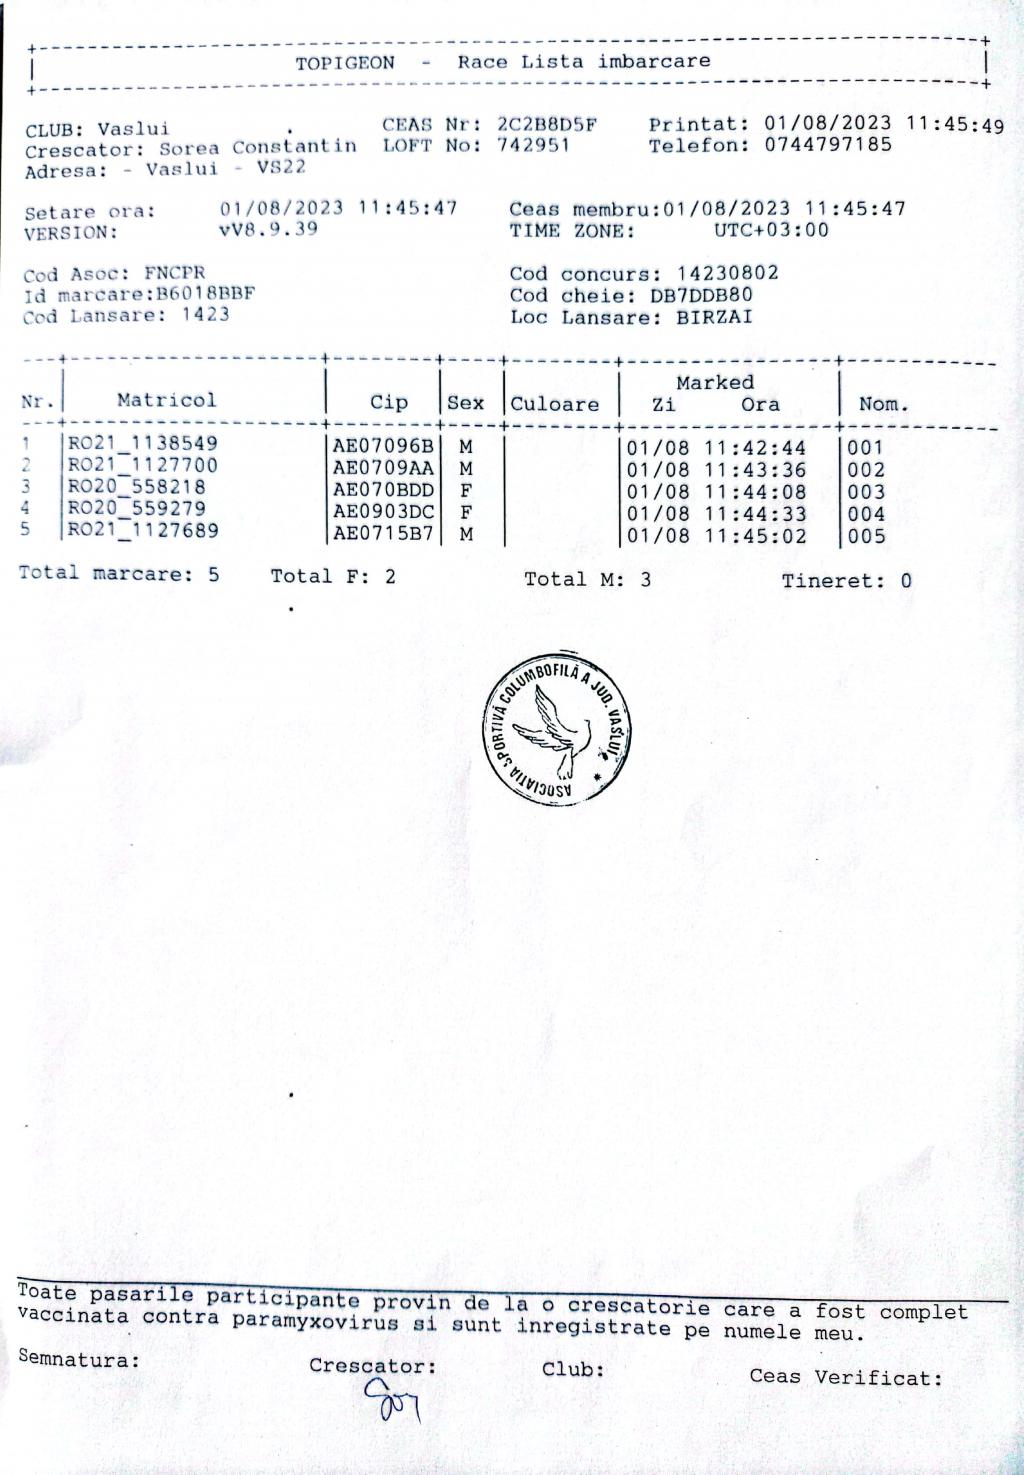 TOPIGEON - Race Lista imbarcare
CLUB: Vaslui CEAS Nr: 2C2B8D5F Printat: 01/08/2023 11:45:49
Crescator: Sorea Constantin LOFT No: 742951 Telefon: 0744797185
Adresa: - Vaslui - VS22
Setare ora: 01/08/2023 11:45:47 Ceas membru:01/08/2023 11:45:47
VERSION: vV8.9.39 TIME ZONE: UTC+03:00
Cod Asoc: FNCPR Cod concurs: 14230802
Id marcare:B6018BBF Cod cheie: DB7DDB80
Cod Lansare: 1423 Loc Lansare: BIRZAI
Marked
Nr. Matricol Cip Sex Culoare Zi Ora Nom.
1 RO21_1138549 AE07096B M 01/08 11:42:44 001
2 RO21_1127700 AE0709AA M 01/08 11:43:36 002
3 RO20_558218 AE070BDD F 01/08 11:44:08 003
4 RO20_559279 AE0903DC F 01/08 11:44:33 004
5 RO21_1127689 AE0715B7 M 01/08 11:45:02 005
Total marcare: 5 Total F: 2 Total M: 3 Tineret: 0
ASOCIAȚIA SPORTIVĂ COLUMBOFILĂ A JUD. VASLUI *
Toate pasarile participante provin de la o crescatorie care a fost complet
vaccinata contra paramyxovirus si sunt inregistrate pe numele meu.
Semnatura: Crescator: Club: Ceas Verificat: